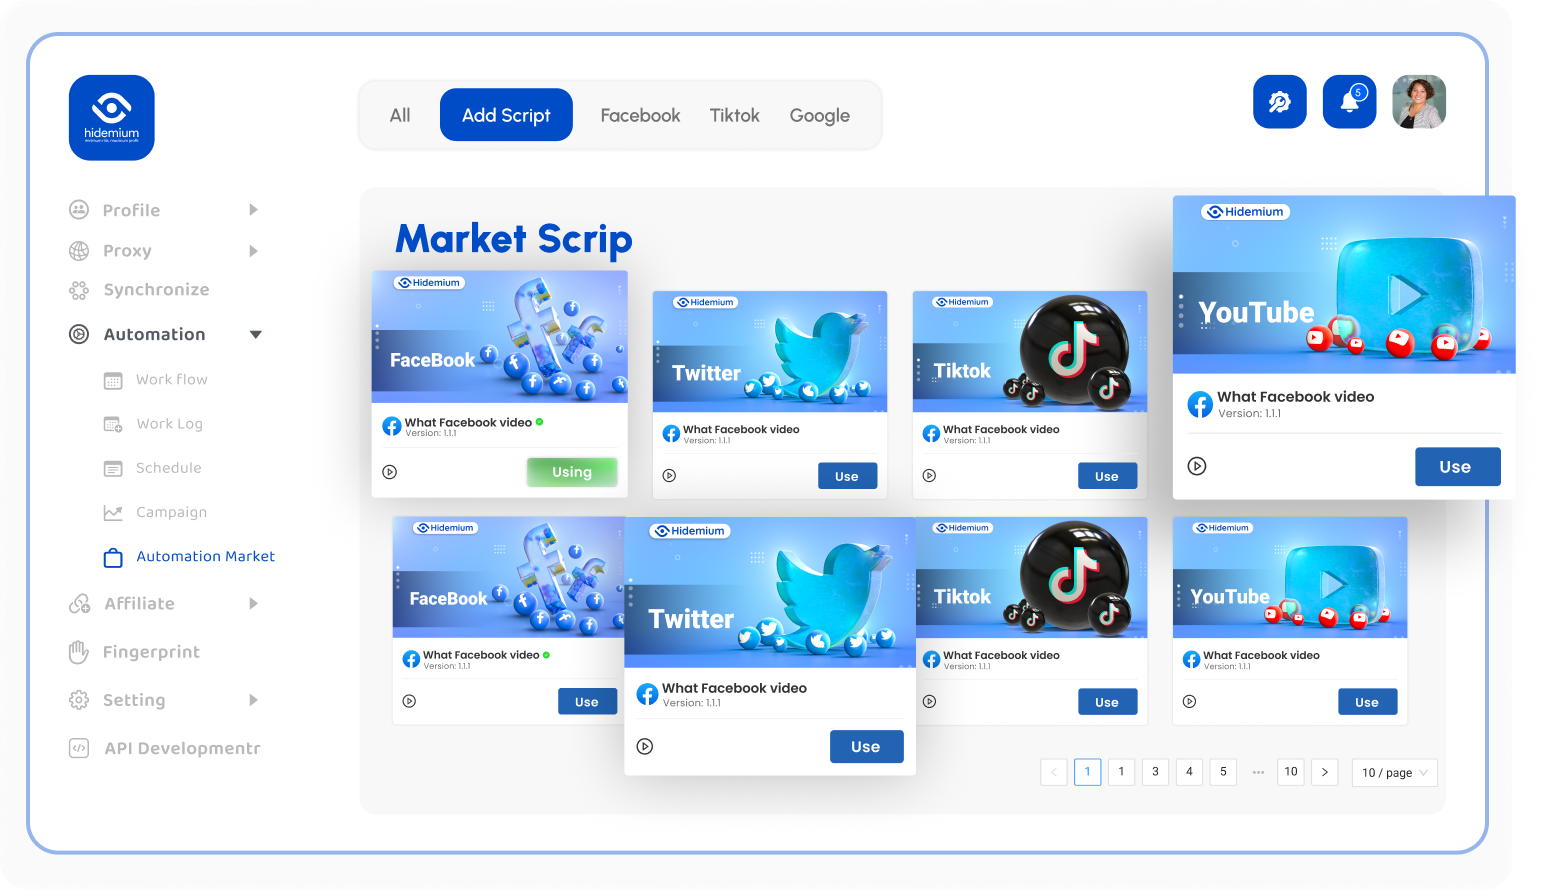 hidemium
All
Add Script
Facebook
Tiktok
Google
5
Profile
Proxy
Synchronize
Automation
Work flow
Work Log
Schedule
Campaign
Automation Market
Affiliate
Fingerprint
Setting
API Developmentr
Market Scrip
Hidemium
FaceBook
What Facebook video
Version: 1.1.1
Using
Hidemium
Twitter
What Facebook video
Version: 1.1.1
Use
Hidemium
Tiktok
What Facebook video
Version: 1.1.1
Use
Hidemium
YouTube
What Facebook video
Version: 1.1.1
Use
Hidemium
FaceBook
What Facebook video
Version: 1.1.1
Use
Hidemium
Twitter
What Facebook video
Version: 1.1.1
Use
Hidemium
Tiktok
What Facebook video
Version: 1.1.1
Use
Hidemium
YouTube
What Facebook video
Version: 1.1.1
Use
< 1 1 3 4 5 ••• 10 > 10 / page